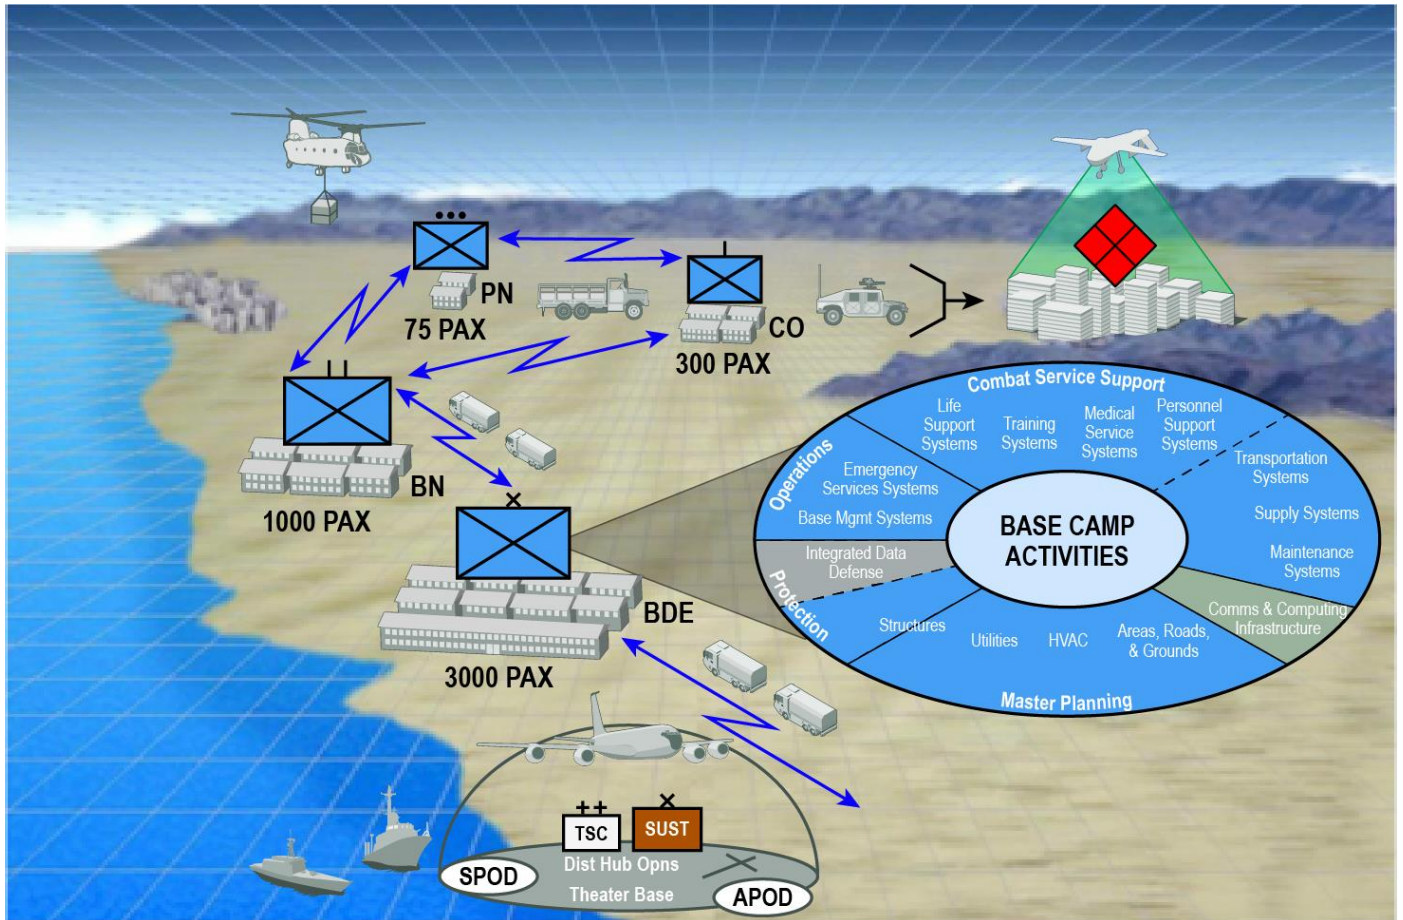 PN
75 PAX
CO
300 PAX
BN
1000 PAX
BDE
3000 PAX
Combat Service Support
Life
Support
Systems
Training
Systems
Medical
Service
Systems
Personnel
Support
Systems
Operations
Emergency
Services Systems
Base Mgmt Systems
Transportation
Systems
Supply Systems
Maintenance
Systems
BASE CAMP
ACTIVITIES
Integrated Data
Defense
Protection
Structures
Utilities
HVAC
Areas, Roads,
& Grounds
Comms & Computing
Infrastructure
Master Planning
TSC
SUST
Dist Hub Opns
Theater Base
SPOD
APOD